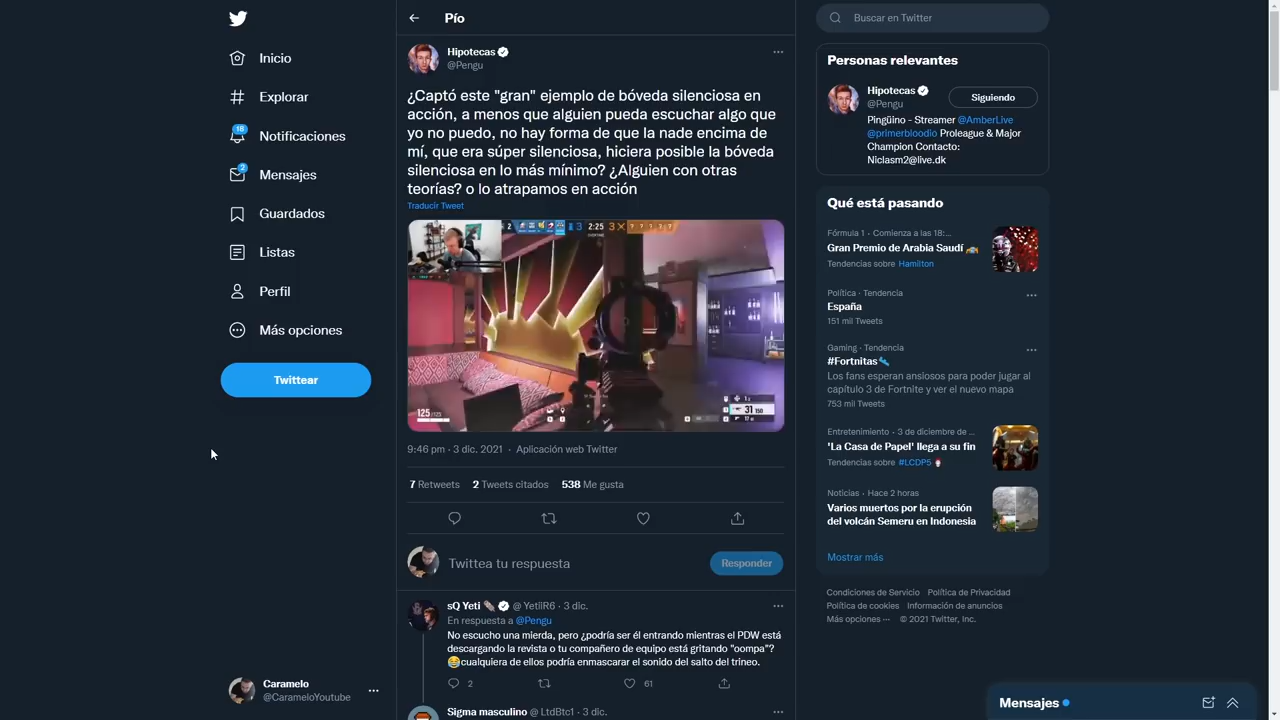 Pío
Buscar en Twitter
Inicio
Explorar
18
Notificaciones
2
Mensajes
Guardados
Listas
Perfil
Más opciones
Twittear
Caramelo
@CarameloYoutube
Hipotecas
@Pengu
¿Captó este "gran" ejemplo de bóveda silenciosa en
acción, a menos que alguien pueda escuchar algo que
yo no puedo, no hay forma de que la nade encima de
mí, que era súper silenciosa, hiciera posible la bóveda
silenciosa en lo más mínimo? ¿Alguien con otras
teorías? o lo atrapamos en acción
Traducir Tweet
2 3 2:25 3
125
31 150
9:46 pm · 3 dic. 2021 · Aplicación web Twitter
7 Retweets 2 Tweets citados 538 Me gusta
Twittea tu respuesta
Responder
sQ Yeti @YetiiR6 · 3 dic.
En respuesta a @Pengu
No escucho una mierda, pero ¿podría ser él entrando mientras el PDW está
descargando la revista o tu compañero de equipo está gritando "oompa"?
cualquiera de ellos podría enmascarar el sonido del salto del trineo.
2 61
Sigma masculino @LtdBtc1 · 3 dic.
Personas relevantes
Hipotecas
@Pengu
Siguiendo
Pingüino - Streamer @AmberLive
@primerbloodio Proleague & Major
Champion Contacto:
Niclasm2@live.dk
Qué está pasando
Fórmula 1 · Comienza a las 18:...
Gran Premio de Arabia Saudí
Tendencias sobre Hamilton
Política · Tendencia
España
151 mil Tweets
Gaming · Tendencia
#Fortnitas
Los fans esperan ansiosos para poder jugar al
capítulo 3 de Fortnite y ver el nuevo mapa
753 mil Tweets
Entretenimiento · 3 de diciembre de ...
'La Casa de Papel' llega a su fin
Tendencias sobre #LCDP5
Noticias · Hace 2 horas
Varios muertos por la erupción
del volcán Semeru en Indonesia
Mostrar más
Condiciones de Servicio Política de Privacidad
Política de cookies Información de anuncios
Más opciones ··· © 2021 Twitter, Inc.
Mensajes